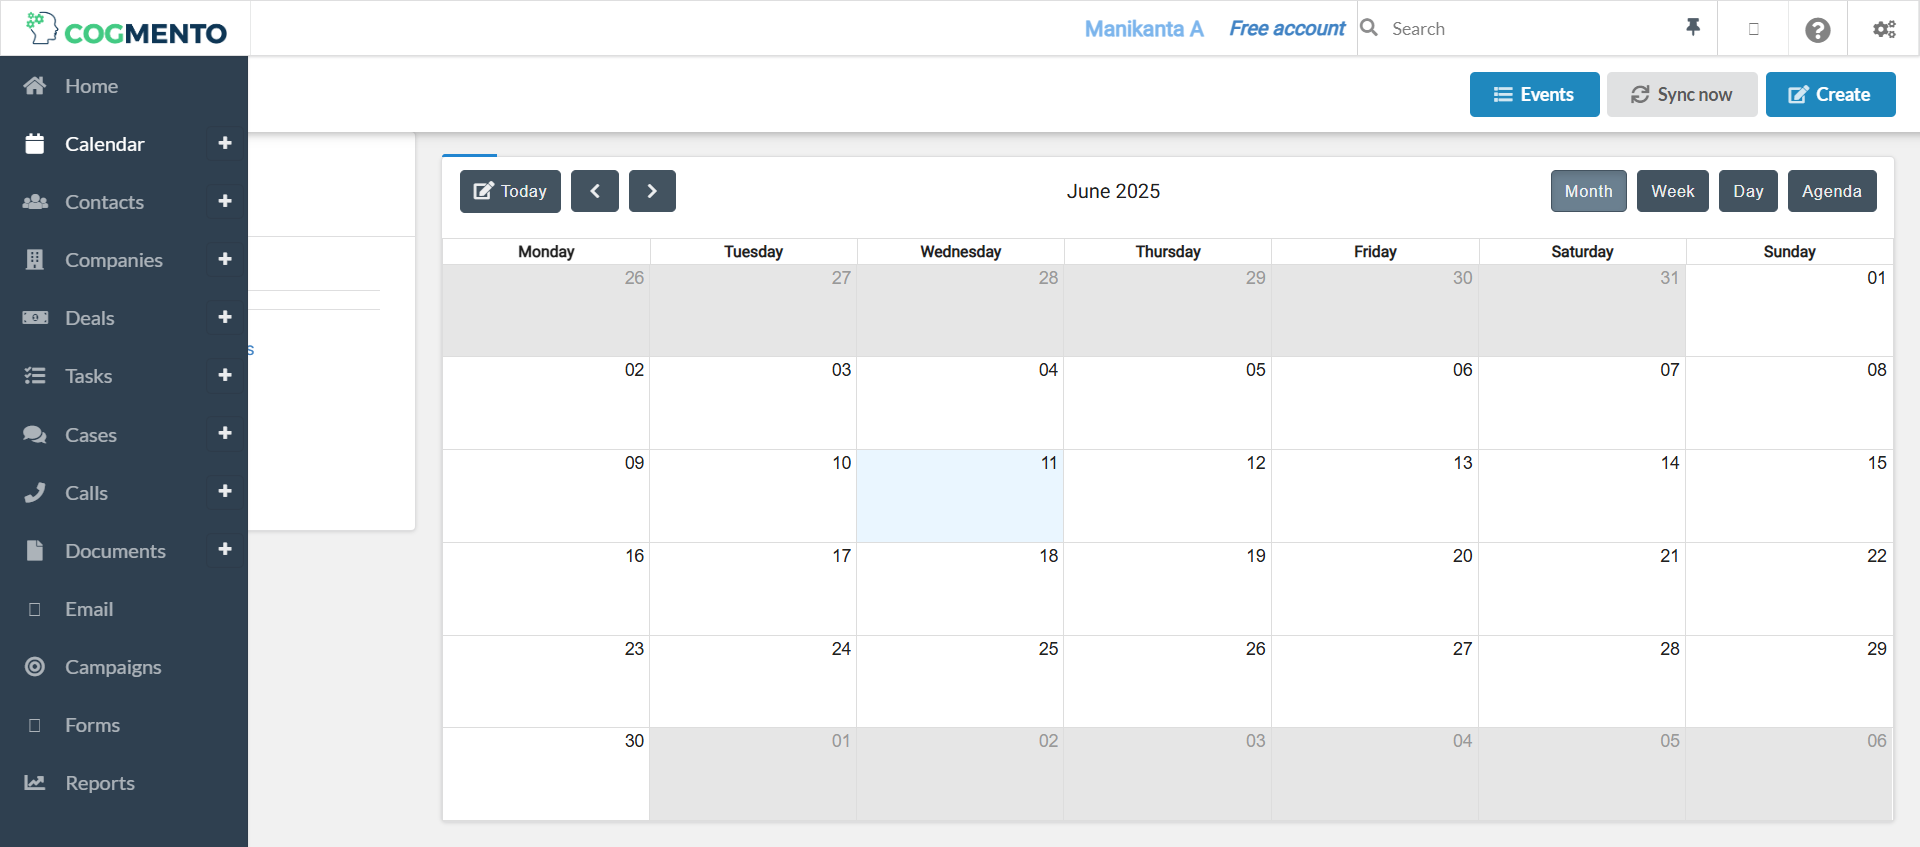 COGMENTO
Manikanta A Free account Search
Home
Events Sync now Create
Calendar
Contacts
Companies
Deals
Tasks
Cases
Calls
Documents
Email
Campaigns
Forms
Reports
s
Today June 2025 Month Week Day Agenda
Monday Tuesday Wednesday Thursday Friday Saturday Sunday
26 27 28 29 30 31 01
02 03 04 05 06 07 08
09 10 11 12 13 14 15
16 17 18 19 20 21 22
23 24 25 26 27 28 29
30 01 02 03 04 05 06